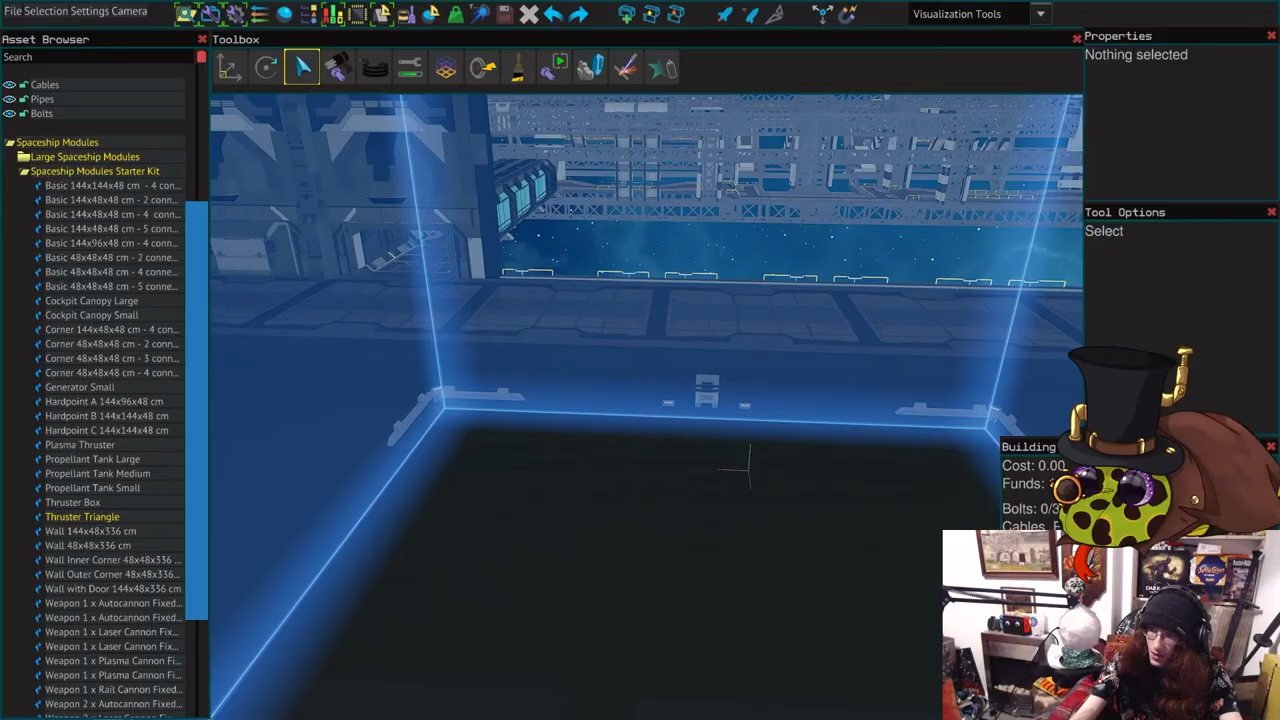 File Selection Settings Camera
Visualization Tools
Asset Browser
Toolbox
Properties
Search
Nothing selected
Cables
Pipes
Bolts
Spaceship Modules
Large Spaceship Modules
Spaceship Modules Starter Kit
Basic 144x144x48 cm - 4 con...
Basic 144x48x48 cm - 2 conn...
Basic 144x48x48 cm - 4 conn...
Basic 144x48x48 cm - 5 conn...
Basic 144x96x48 cm - 4 conn...
Basic 48x48x48 cm - 2 conne...
Basic 48x48x48 cm - 4 conne...
Basic 48x48x48 cm - 5 conne...
Cockpit Canopy Large
Cockpit Canopy Small
Corner 144x48x48 cm - 4 con...
Corner 48x48x48 cm - 2 conn...
Corner 48x48x48 cm - 3 conn...
Corner 48x48x48 cm - 4 conn...
Generator Small
Hardpoint A 144x96x48 cm
Hardpoint B 144x144x48 cm
Hardpoint C 144x144x48 cm
Plasma Thruster
Propellant Tank Large
Propellant Tank Medium
Propellant Tank Small
Thruster Box
Thruster Triangle
Wall 144x48x336 cm
Wall 48x48x336 cm
Wall Inner Corner 48x48x336 ...
Wall Outer Corner 48x48x336...
Wall with Door 144x48x336 cm
Weapon 1 x Autocannon Fixed...
Weapon 1 x Autocannon Fixed...
Weapon 1 x Laser Cannon Fix...
Weapon 1 x Laser Cannon Fix...
Weapon 1 x Plasma Cannon Fi...
Weapon 1 x Plasma Cannon Fi...
Weapon 1 x Rail Cannon Fixed...
Weapon 2 x Autocannon Fixed...
Tool Options
Select
Building
Cost: 0.00
Funds:
Bolts: 0/3
Cables,